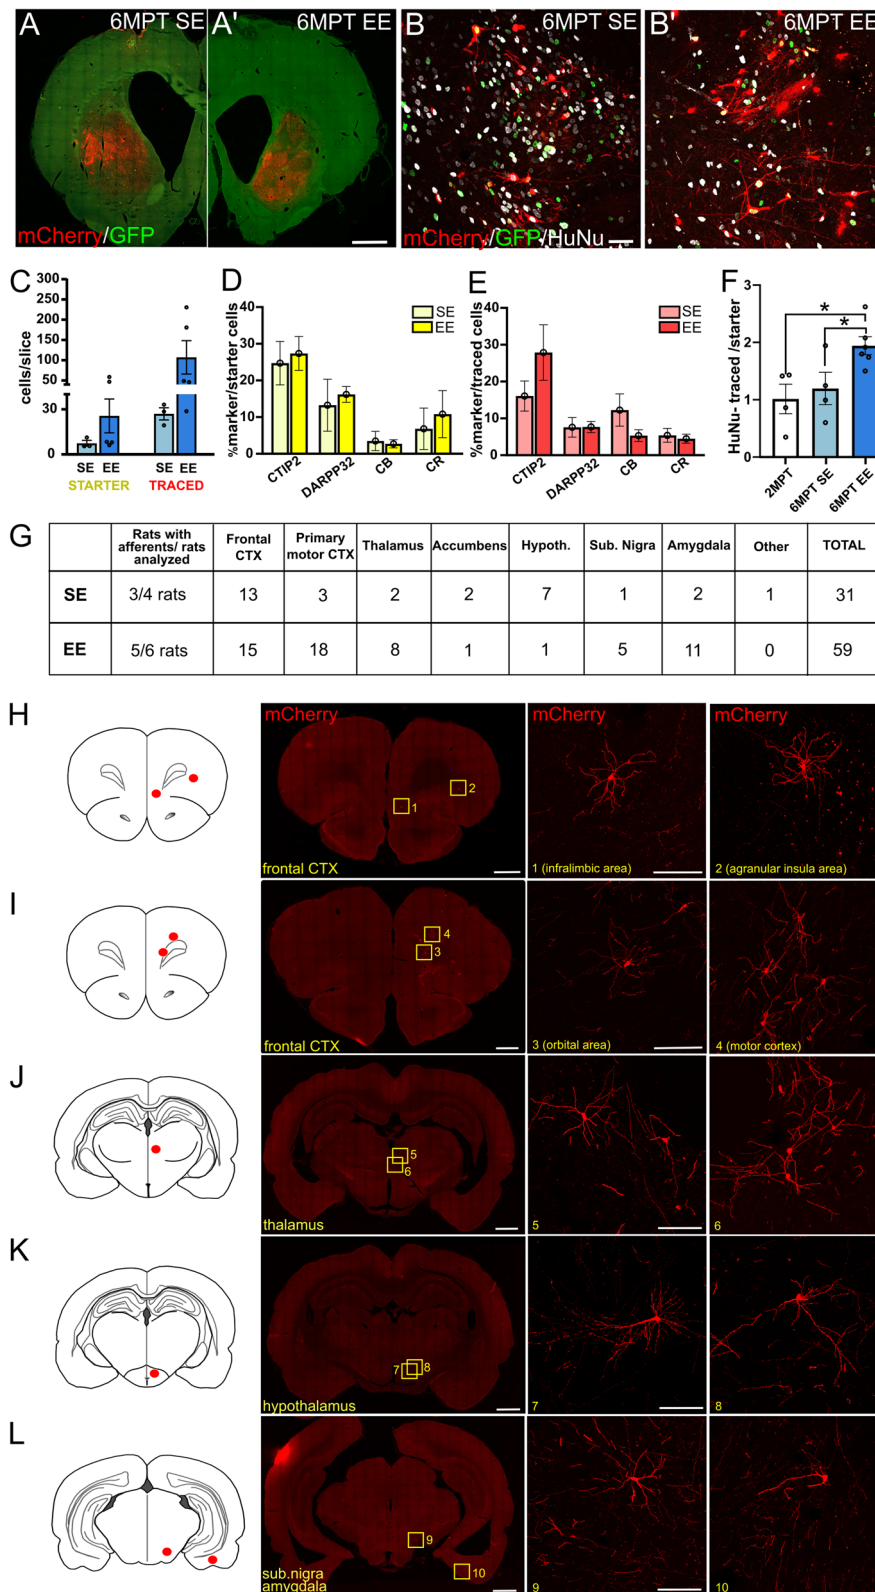 A 6MPT SE
A' 6MPT EE
B 6MPT SE
B' 6MPT EE
mCherry/GFP
mCherry/GFP/HuNu
C
cells/slice
300
250
200
150
100
50
30
0
SE EE SE EE
STARTER TRACED
D
%marker/starter cells
40
30
20
10
0
SE
EE
CTIP2 DARPP32 CB CR
E
%marker/traced cells
40
30
20
10
0
SE
EE
CTIP2 DARPP32 CB CR
F
HuNu- traced /starter
3
2
1
0
*
*
2MPT 6MPT SE 6MPT EE
G
Rats with afferents/ rats analyzed Frontal CTX Primary motor CTX Thalamus Accumbens Hypoth. Sub. Nigra Amygdala Other TOTAL
SE 3/4 rats 13 3 2 2 7 1 2 1 31
EE 5/6 rats 15 18 8 1 1 5 11 0 59
H
mCherry
1
2
frontal CTX
mCherry
1 (infralimbic area)
mCherry
2 (agranular insula area)
I
4
3
frontal CTX
3 (orbital area)
4 (motor cortex)
J
5
6
thalamus
5
6
K
7
8
hypothalamus
7
8
L
9
10
sub.nigra
amygdala
9
10